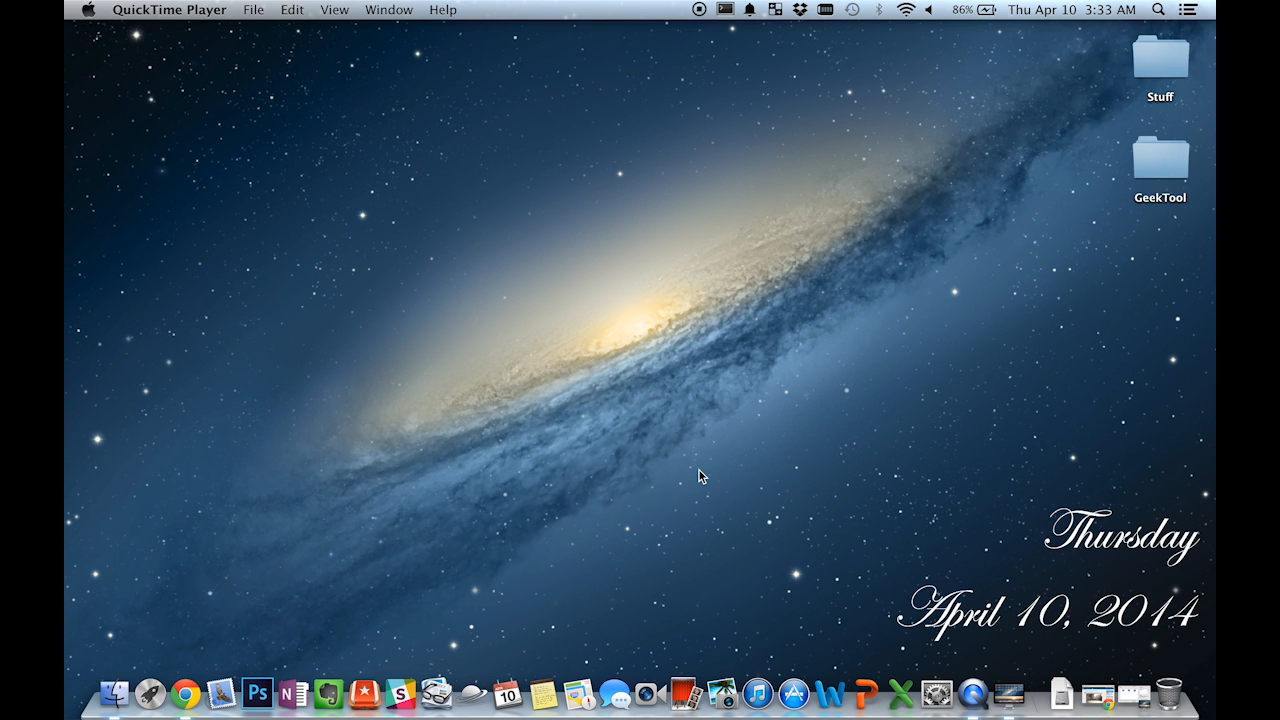 QuickTime Player File Edit View Window Help 86% Thu Apr 10 3:33 AM
Stuff
GeekTool
Thursday
April 10, 2014
Ps N S 10 W P X